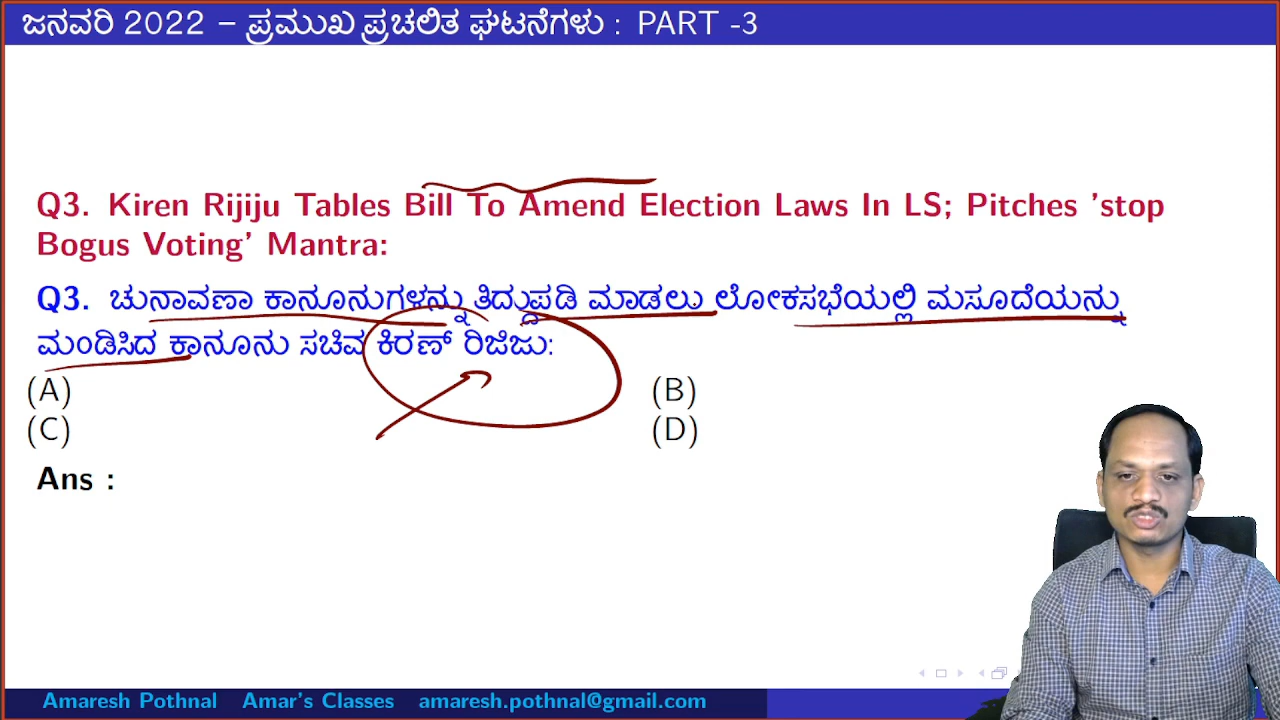 ಜನವರಿ 2022 – ಪ್ರಮುಖ ಪ್ರಚಲಿತ ಘಟನೆಗಳು : PART -3
Q3. Kiren Rijiju Tables Bill To Amend Election Laws In LS; Pitches ’stop
Bogus Voting’ Mantra:
Q3. ಚುನಾವಣಾ ಕಾನೂನುಗಳನ್ನು ತಿದ್ದುಪಡಿ ಮಾಡಲು ಲೋಕಸಭೆಯಲ್ಲಿ ಮಸೂದೆಯನ್ನು
ಮಂಡಿಸಿದ ಕಾನೂನು ಸಚಿವ ಕಿರಣ್ ರಿಜಿಜು:
(A) (B)
(C) (D)
Ans :
Amaresh Pothnal Amar's Classes amaresh.pothnal@gmail.com